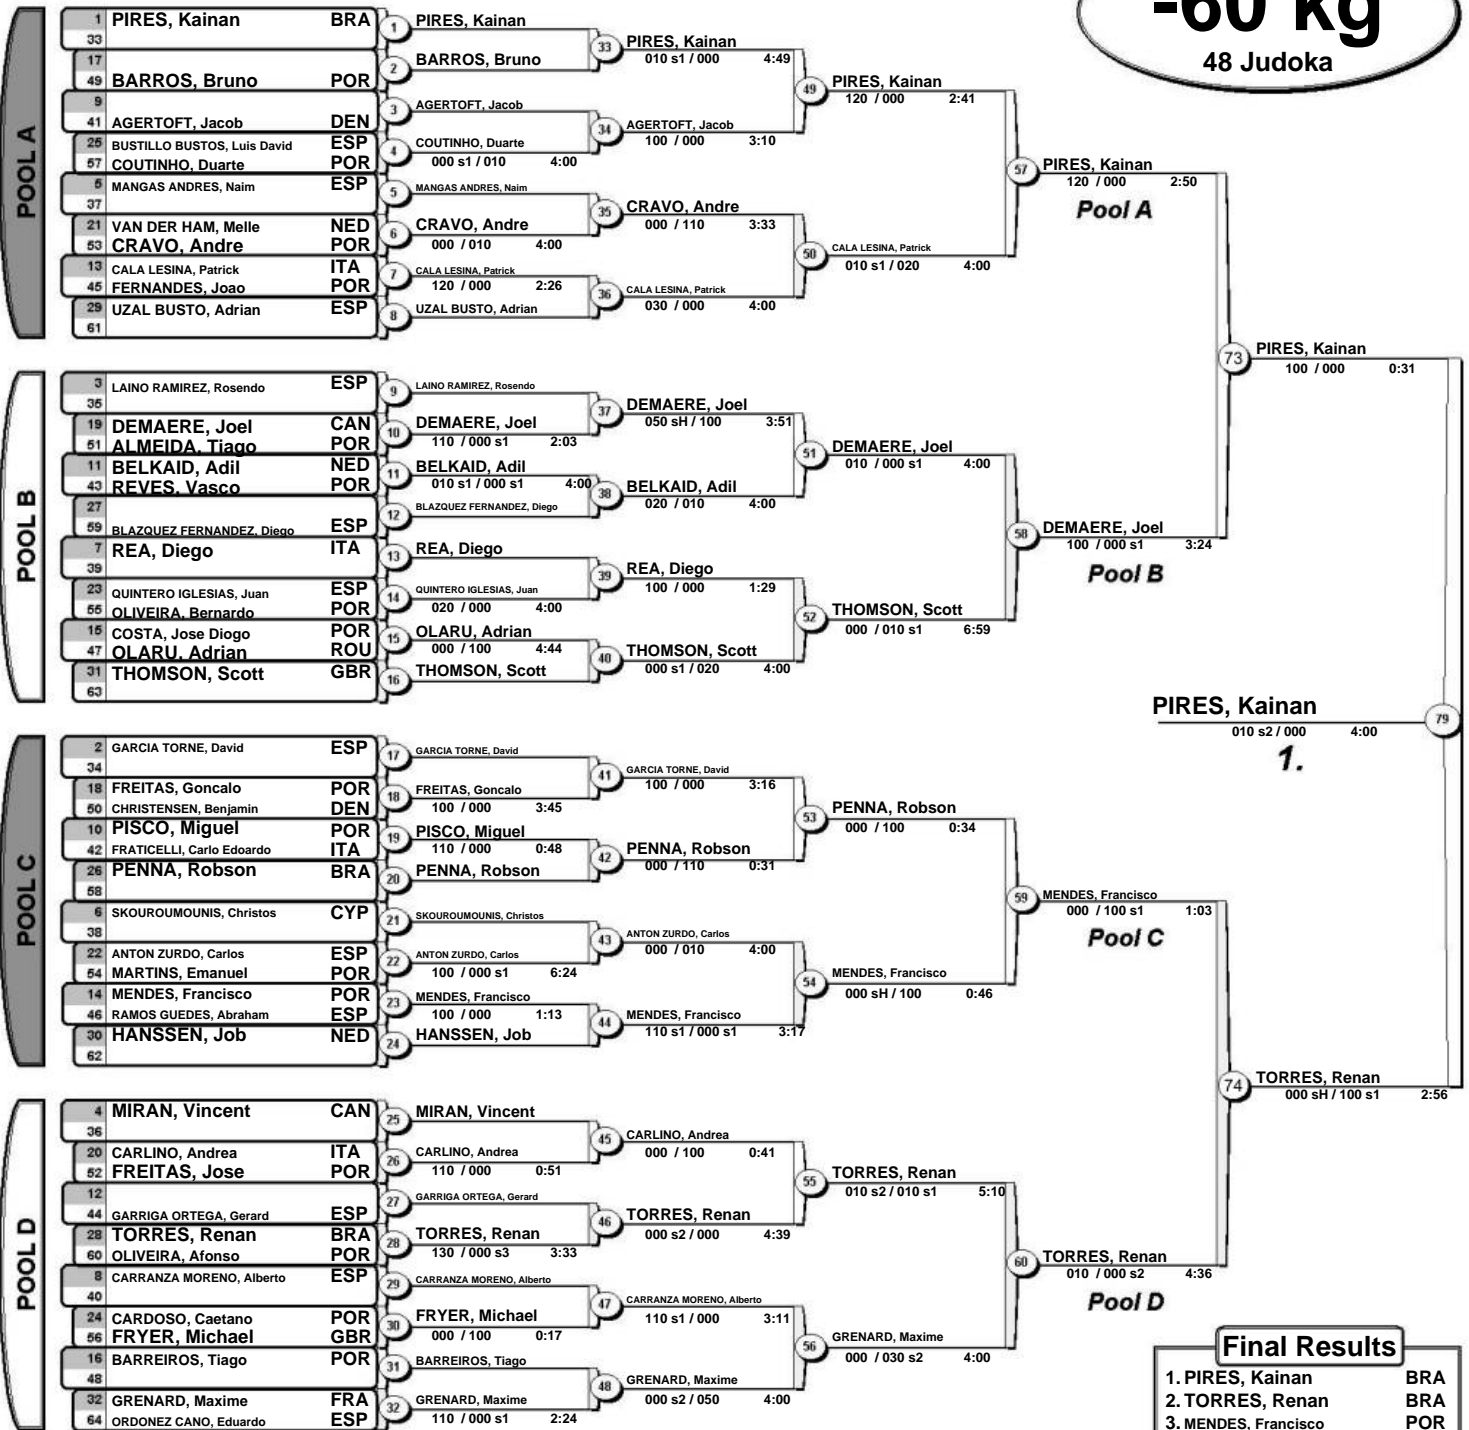 -60 kg
48 Judoka
POOL A
1 PIRES, Kainan BRA
33
17
49 BARROS, Bruno POR
9
41 AGERTOFT, Jacob DEN
25 BUSTILLO BUSTOS, Luis David ESP
57 COUTINHO, Duarte POR
5 MANGAS ANDRES, Naim ESP
37
21 VAN DER HAM, Melle NED
53 CRAVO, Andre POR
13 CALA LESINA, Patrick ITA
45 FERNANDES, Joao POR
29 UZAL BUSTO, Adrian ESP
61
1 PIRES, Kainan
2 BARROS, Bruno
3 AGERTOFT, Jacob
4 COUTINHO, Duarte
000 s1 / 010 4:00
5 MANGAS ANDRES, Naim
6 CRAVO, Andre
000 / 010 4:00
7 CALA LESINA, Patrick
120 / 000 2:26
8 UZAL BUSTO, Adrian
33 PIRES, Kainan
010 s1 / 000 4:49
34 AGERTOFT, Jacob
100 / 000 3:10
35 CRAVO, Andre
000 / 110 3:33
36 CALA LESINA, Patrick
030 / 000 4:00
49 PIRES, Kainan
120 / 000 2:41
50 CALA LESINA, Patrick
010 s1 / 020 4:00
57 PIRES, Kainan
120 / 000 2:50
Pool A
POOL B
3 LAINO RAMIREZ, Rosendo ESP
35
19 DEMAERE, Joel CAN
51 ALMEIDA, Tiago POR
11 BELKAID, Adil NED
43 REVES, Vasco POR
27
59 BLAZQUEZ FERNANDEZ, Diego ESP
7 REA, Diego ITA
39
23 QUINTERO IGLESIAS, Juan ESP
55 OLIVEIRA, Bernardo POR
15 COSTA, Jose Diogo POR
47 OLARU, Adrian ROU
31 THOMSON, Scott GBR
63
9 LAINO RAMIREZ, Rosendo
10 DEMAERE, Joel
110 / 000 s1 2:03
11 BELKAID, Adil
010 s1 / 000 s1 4:00
12 BLAZQUEZ FERNANDEZ, Diego
13 REA, Diego
14 QUINTERO IGLESIAS, Juan
020 / 000 4:00
15 OLARU, Adrian
000 / 100 4:44
16 THOMSON, Scott
37 DEMAERE, Joel
050 sH / 100 3:51
38 BELKAID, Adil
020 / 010 4:00
39 REA, Diego
100 / 000 1:29
40 THOMSON, Scott
000 s1 / 020 4:00
51 DEMAERE, Joel
010 / 000 s1 4:00
52 THOMSON, Scott
000 / 010 s1 6:59
58 DEMAERE, Joel
100 / 000 s1 3:24
Pool B
73 PIRES, Kainan
100 / 000 0:31
PIRES, Kainan
79
010 s2 / 000 4:00
1.
POOL C
2 GARCIA TORNE, David ESP
34
18 FREITAS, Goncalo POR
50 CHRISTENSEN, Benjamin DEN
10 PISCO, Miguel POR
42 FRATICELLI, Carlo Edoardo ITA
26 PENNA, Robson BRA
58
6 SKOUROUMOUNIS, Christos CYP
38
22 ANTON ZURDO, Carlos ESP
54 MARTINS, Emanuel POR
14 MENDES, Francisco POR
46 RAMOS GUEDES, Abraham ESP
30 HANSSEN, Job NED
62
17 GARCIA TORNE, David
18 FREITAS, Goncalo
100 / 000 3:45
19 PISCO, Miguel
110 / 000 0:48
20 PENNA, Robson
21 SKOUROUMOUNIS, Christos
22 ANTON ZURDO, Carlos
100 / 000 s1 6:24
23 MENDES, Francisco
100 / 000 1:13
24 HANSSEN, Job
41 GARCIA TORNE, David
100 / 000 3:16
42 PENNA, Robson
000 / 110 0:31
43 ANTON ZURDO, Carlos
000 / 010 4:00
44 MENDES, Francisco
110 s1 / 000 s1 3:17
53 PENNA, Robson
000 / 100 0:34
54 MENDES, Francisco
000 sH / 100 0:46
59 MENDES, Francisco
000 / 100 s1 1:03
Pool C
POOL D
4 MIRAN, Vincent CAN
36
20 CARLINO, Andrea ITA
52 FREITAS, Jose POR
12
44 GARRIGA ORTEGA, Gerard ESP
28 TORRES, Renan BRA
60 OLIVEIRA, Afonso POR
8 CARRANZA MORENO, Alberto ESP
40
24 CARDOSO, Caetano POR
56 FRYER, Michael GBR
16 BARREIROS, Tiago POR
48
32 GRENARD, Maxime FRA
64 ORDONEZ CANO, Eduardo ESP
25 MIRAN, Vincent
26 CARLINO, Andrea
110 / 000 0:51
27 GARRIGA ORTEGA, Gerard
28 TORRES, Renan
130 / 000 s3 3:33
29 CARRANZA MORENO, Alberto
30 FRYER, Michael
000 / 100 0:17
31 BARREIROS, Tiago
32 GRENARD, Maxime
110 / 000 s1 2:24
45 CARLINO, Andrea
000 / 100 0:41
46 TORRES, Renan
000 s2 / 000 4:39
47 CARRANZA MORENO, Alberto
110 s1 / 000 3:11
48 GRENARD, Maxime
000 s2 / 050 4:00
55 TORRES, Renan
010 s2 / 010 s1 5:10
56 GRENARD, Maxime
000 / 030 s2 4:00
60 TORRES, Renan
010 / 000 s2 4:36
Pool D
74 TORRES, Renan
000 sH / 100 s1 2:56
Final Results
1. PIRES, Kainan BRA
2. TORRES, Renan BRA
3. MENDES, Francisco POR